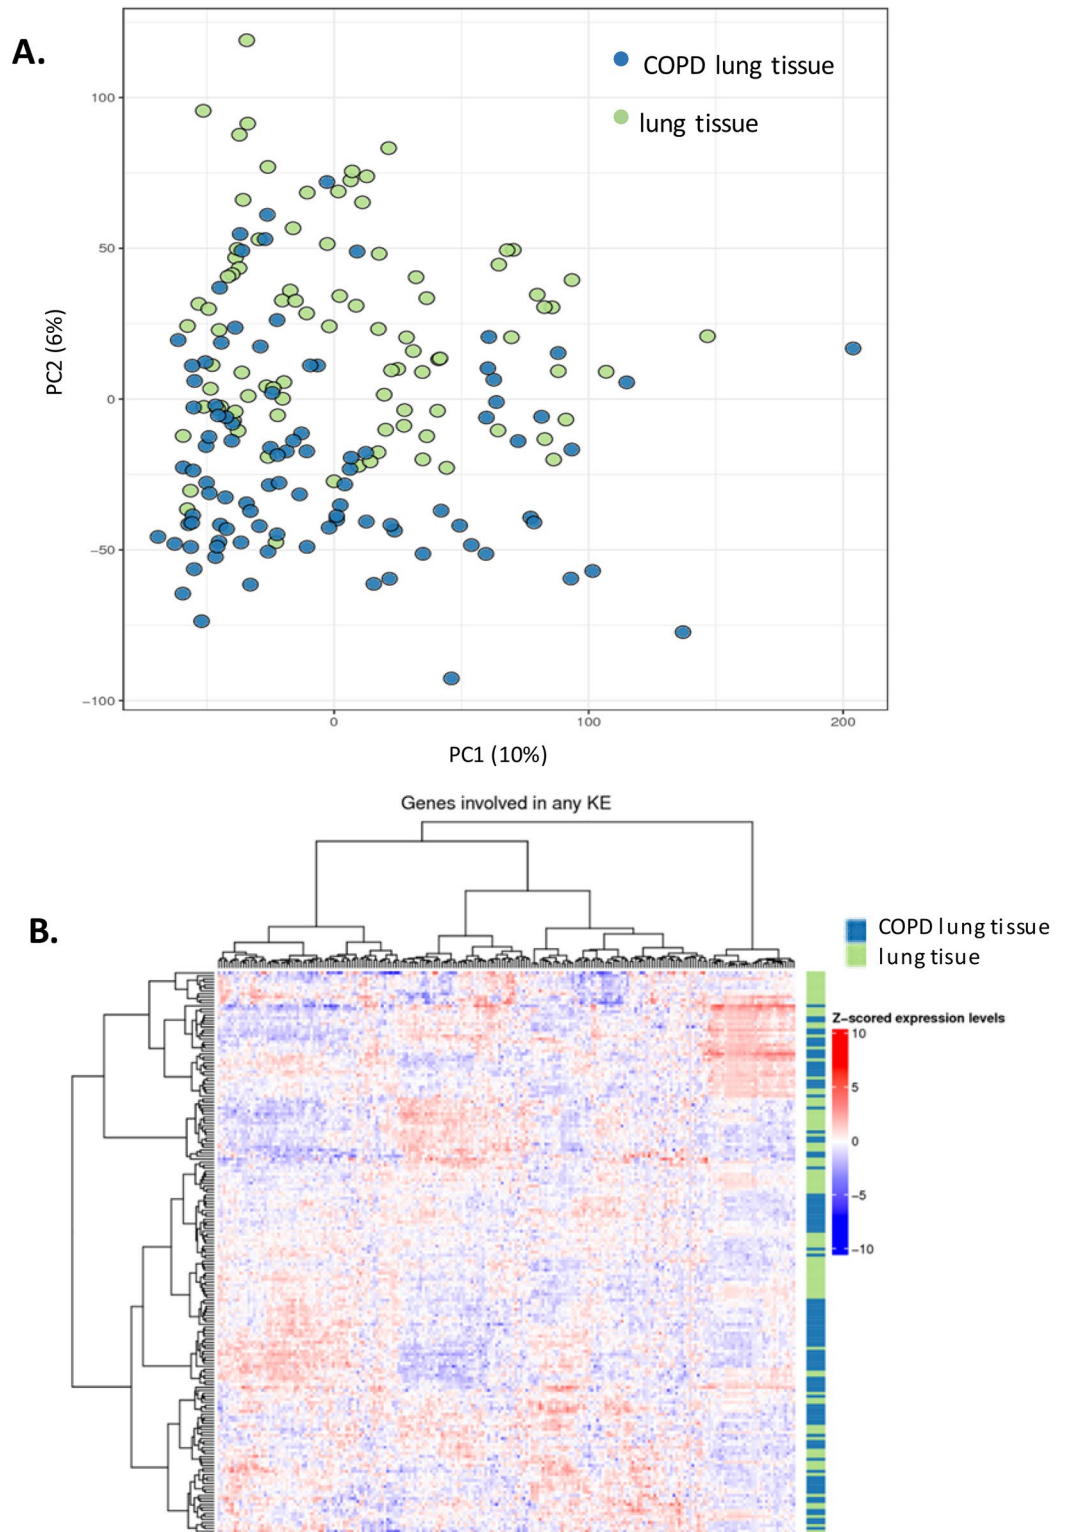 A.
COPD lung tissue
lung tissue
100
50
0
−50
−100
PC2 (6%)
0
100
200
PC1 (10%)
Genes involved in any KE
B.
COPD lung tissue
lung tisue
Z−scored expression levels
10
5
0
−5
−10